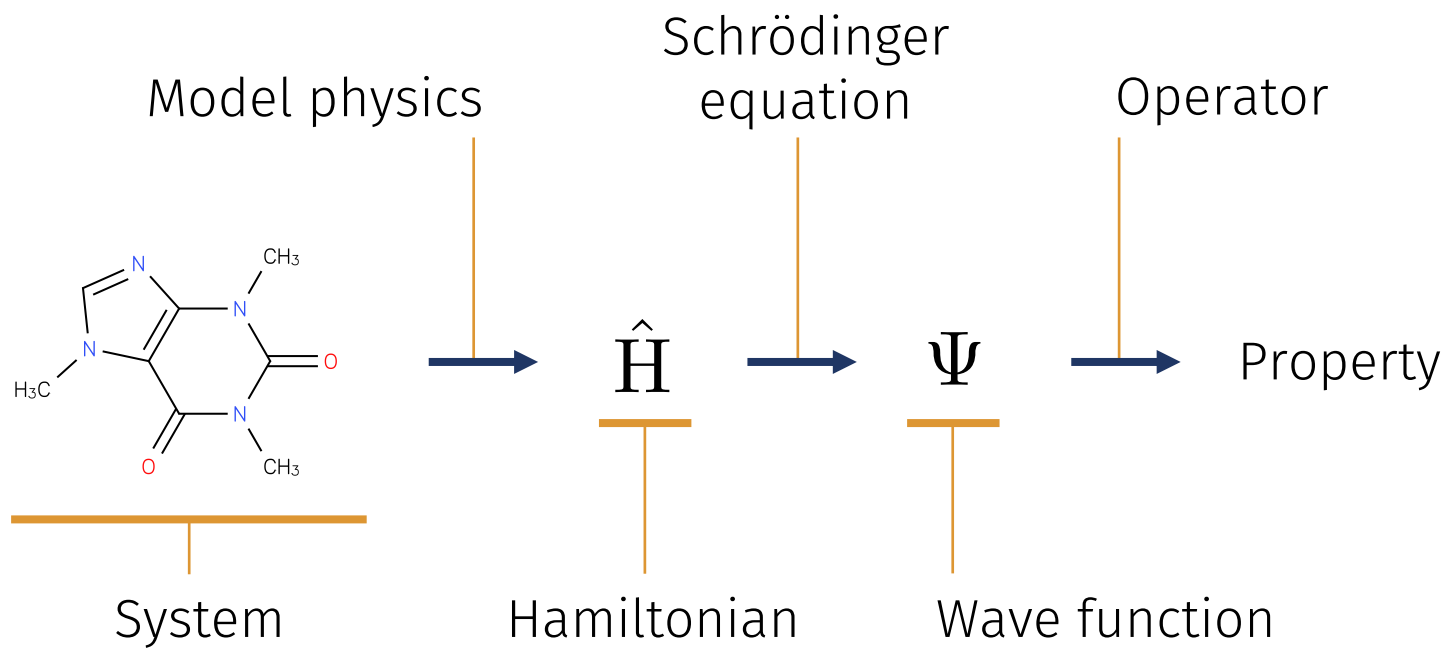 Schrödinger
Model physics
equation
Operator
N
CH₃
N
N
O
H₃C
N
O
CH₃
Ĥ
Ψ
Property
System
Hamiltonian
Wave function